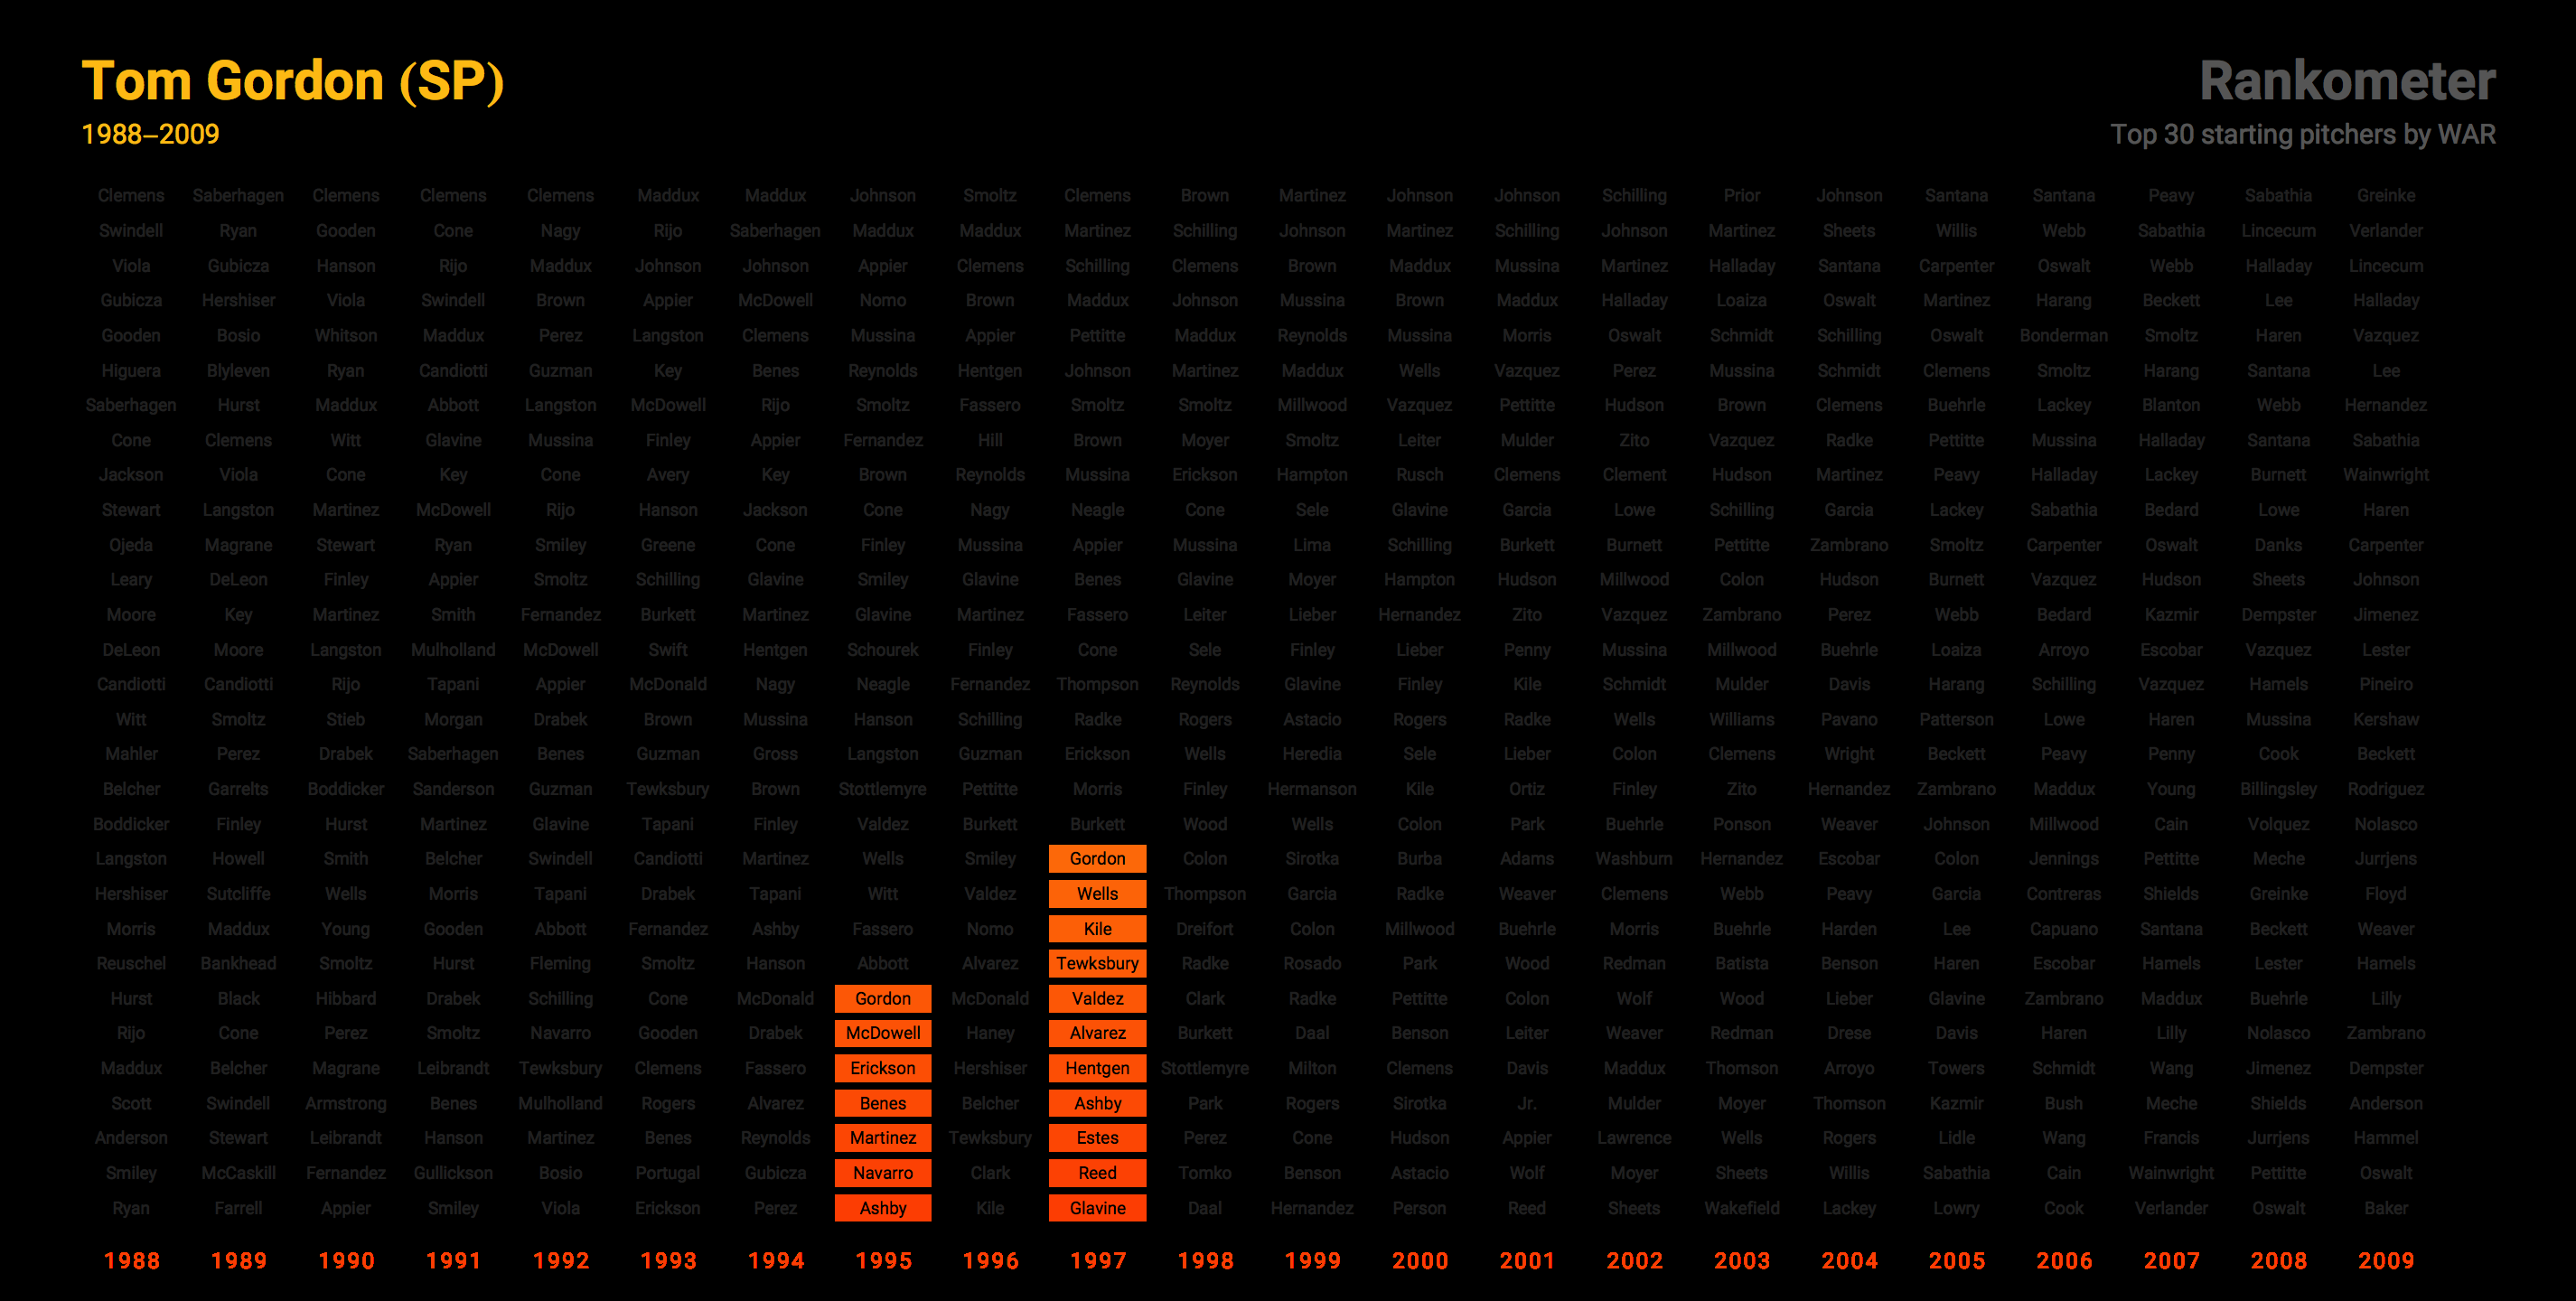 Tom Gordon (SP)
1988–2009
Rankometer
Top 30 starting pitchers by WAR
Clemens Saberhagen Clemens Clemens Clemens Maddux Maddux Johnson Smoltz Clemens Brown Martinez Johnson Johnson Schilling Prior Johnson Santana Santana Peavy Sabathia Greinke
Swindell Ryan Gooden Cone Nagy Rijo Saberhagen Maddux Maddux Martinez Schilling Johnson Martinez Schilling Johnson Martinez Sheets Willis Webb Sabathia Lincecum Verlander
Viola Gubicza Hanson Rijo Maddux Johnson Johnson Appier Clemens Schilling Clemens Brown Maddux Mussina Martinez Halladay Santana Carpenter Oswalt Webb Halladay Lincecum
Gubicza Hershiser Viola Swindell Brown Appier McDowell Nomo Brown Maddux Johnson Mussina Brown Maddux Halladay Loaiza Oswalt Martinez Harang Beckett Lee Halladay
Gooden Bosio Whitson Maddux Perez Langston Clemens Mussina Appier Pettitte Maddux Reynolds Mussina Morris Oswalt Schmidt Schilling Oswalt Bonderman Smoltz Haren Vazquez
Higuera Blyleven Ryan Candiotti Guzman Key Benes Reynolds Hentgen Johnson Martinez Maddux Wells Vazquez Perez Mussina Schmidt Clemens Smoltz Harang Santana Lee
Saberhagen Hurst Maddux Abbott Langston McDowell Rijo Smoltz Fassero Smoltz Smoltz Millwood Vazquez Pettitte Hudson Brown Clemens Buehrle Lackey Blanton Webb Hernandez
Cone Clemens Witt Glavine Mussina Finley Appier Fernandez Hill Brown Moyer Smoltz Leiter Mulder Zito Vazquez Radke Pettitte Mussina Halladay Santana Sabathia
Jackson Viola Cone Key Cone Avery Key Brown Reynolds Mussina Erickson Hampton Rusch Clemens Clement Hudson Martinez Peavy Halladay Lackey Burnett Wainwright
Stewart Langston Martinez McDowell Rijo Hanson Jackson Cone Nagy Neagle Cone Sele Glavine Garcia Lowe Schilling Garcia Lackey Sabathia Bedard Lowe Haren
Ojeda Magrane Stewart Ryan Smiley Greene Cone Finley Mussina Appier Mussina Lima Schilling Burkett Burnett Pettitte Zambrano Smoltz Carpenter Oswalt Danks Carpenter
Leary DeLeon Finley Appier Smoltz Schilling Glavine Smiley Glavine Benes Glavine Moyer Hampton Hudson Millwood Colon Hudson Burnett Vazquez Hudson Sheets Johnson
Moore Key Martinez Smith Fernandez Burkett Martinez Glavine Martinez Fassero Leiter Lieber Hernandez Zito Vazquez Zambrano Perez Webb Bedard Kazmir Dempster Jimenez
DeLeon Moore Langston Mulholland McDowell Swift Hentgen Schourek Finley Cone Sele Finley Lieber Penny Mussina Millwood Buehrle Loaiza Arroyo Escobar Vazquez Lester
Candiotti Candiotti Rijo Tapani Appier McDonald Nagy Neagle Fernandez Thompson Reynolds Glavine Finley Kile Schmidt Mulder Davis Harang Schilling Vazquez Hamels Pineiro
Witt Smoltz Stieb Morgan Drabek Brown Mussina Hanson Schilling Radke Rogers Astacio Rogers Radke Wells Williams Pavano Patterson Lowe Haren Mussina Kershaw
Mahler Perez Drabek Saberhagen Benes Guzman Gross Langston Guzman Erickson Wells Heredia Sele Lieber Colon Clemens Wright Beckett Peavy Penny Cook Beckett
Belcher Garrelts Boddicker Sanderson Guzman Tewksbury Brown Stottlemyre Pettitte Morris Finley Hermanson Kile Ortiz Finley Zito Hernandez Zambrano Maddux Young Billingsley Rodriguez
Boddicker Finley Hurst Martinez Glavine Tapani Finley Valdez Burkett Burkett Wood Wells Colon Park Buehrle Ponson Weaver Johnson Millwood Cain Volquez Nolasco
Langston Howell Smith Belcher Swindell Candiotti Martinez Wells Smiley Gordon Colon Sirotka Burba Adams Washburn Hernandez Escobar Colon Jennings Pettitte Meche Jurrjens
Hershiser Sutcliffe Wells Morris Tapani Drabek Tapani Witt Valdez Wells Thompson Garcia Radke Weaver Clemens Webb Peavy Garcia Contreras Shields Greinke Floyd
Morris Maddux Young Gooden Abbott Fernandez Ashby Fassero Nomo Kile Dreifort Colon Millwood Buehrle Morris Buehrle Harden Lee Capuano Santana Beckett Weaver
Reuschel Bankhead Smoltz Hurst Fleming Smoltz Hanson Abbott Alvarez Tewksbury Radke Rosado Park Wood Redman Batista Benson Haren Escobar Hamels Lester Hamels
Hurst Black Hibbard Drabek Schilling Cone McDonald Gordon McDonald Valdez Clark Radke Pettitte Colon Wolf Wood Lieber Glavine Zambrano Maddux Buehrle Lilly
Rijo Cone Perez Smoltz Navarro Gooden Drabek McDowell Haney Alvarez Burkett Daal Benson Leiter Weaver Redman Drese Davis Haren Lilly Nolasco Zambrano
Maddux Belcher Magrane Leibrandt Tewksbury Clemens Fassero Erickson Hershiser Hentgen Stottlemyre Milton Clemens Davis Maddux Thomson Arroyo Towers Schmidt Wang Jimenez Dempster
Scott Swindell Armstrong Benes Mulholland Rogers Alvarez Benes Belcher Ashby Park Rogers Sirotka Jr. Mulder Moyer Thomson Kazmir Bush Meche Shields Anderson
Anderson Stewart Leibrandt Hanson Martinez Benes Reynolds Martinez Tewksbury Estes Perez Cone Hudson Appier Lawrence Wells Rogers Lidle Wang Francis Jurrjens Hammel
Smiley McCaskill Fernandez Gullickson Bosio Portugal Gubicza Navarro Clark Reed Tomko Benson Astacio Wolf Moyer Sheets Willis Sabathia Cain Wainwright Pettitte Oswalt
Ryan Farrell Appier Smiley Viola Erickson Perez Ashby Kile Glavine Daal Hernandez Person Reed Sheets Wakefield Lackey Lowry Cook Verlander Oswalt Baker
1988 1989 1990 1991 1992 1993 1994 1995 1996 1997 1998 1999 2000 2001 2002 2003 2004 2005 2006 2007 2008 2009